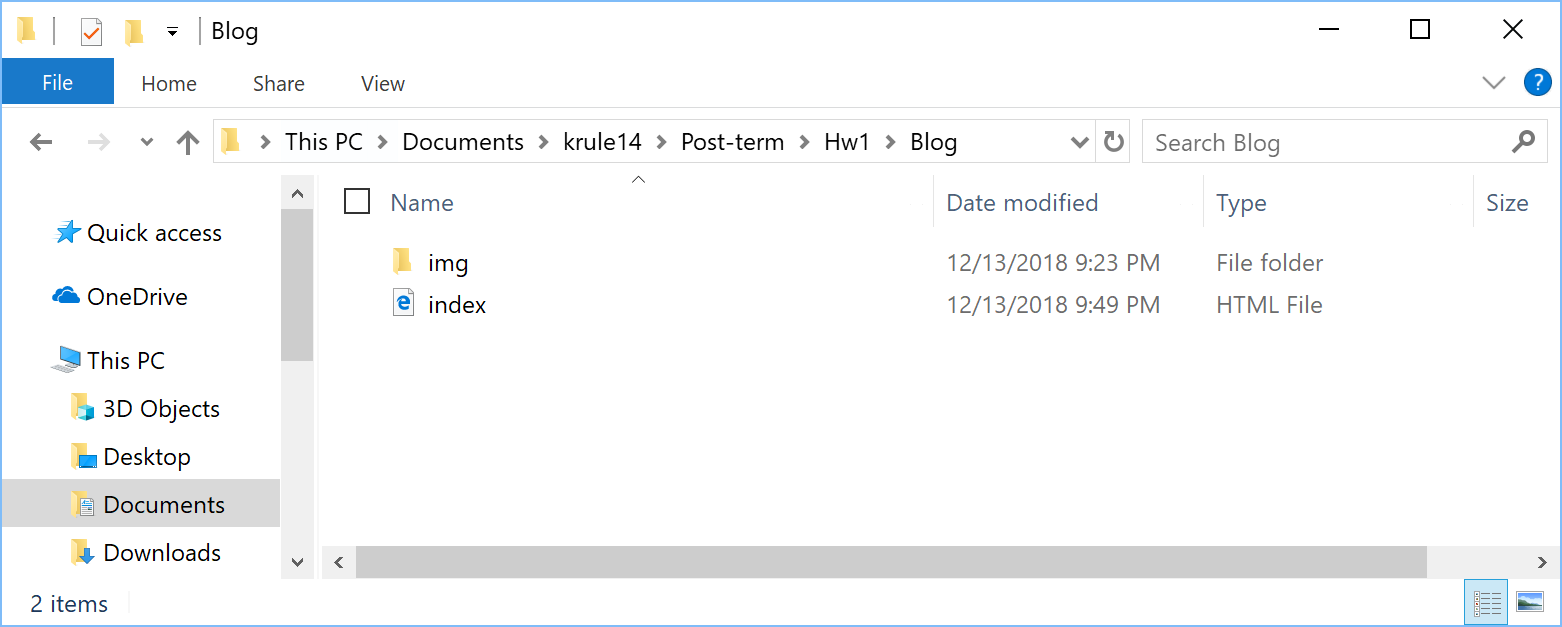 Blog
File Home Share View ?
This PC Documents krule14 Post-term Hw1 Blog Search Blog
Name Date modified Type Size
Quick access
img 12/13/2018 9:23 PM File folder
OneDrive
index 12/13/2018 9:49 PM HTML File
This PC
3D Objects
Desktop
Documents
Downloads
2 items